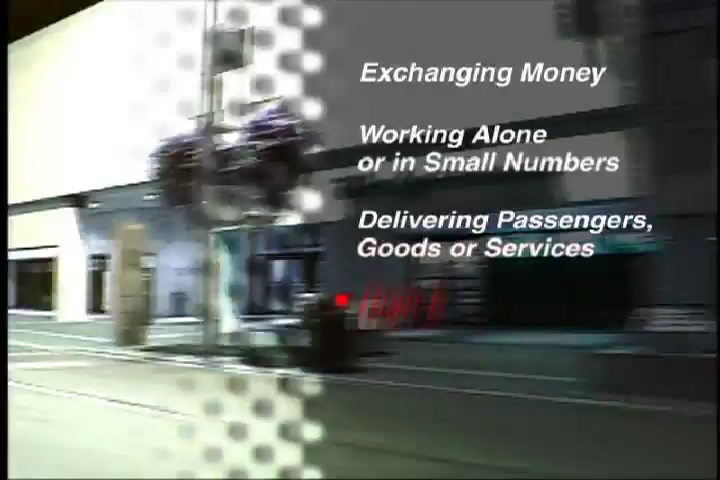 Exchanging Money
Working Alone
or in Small Numbers
Delivering Passengers,
Goods or Services